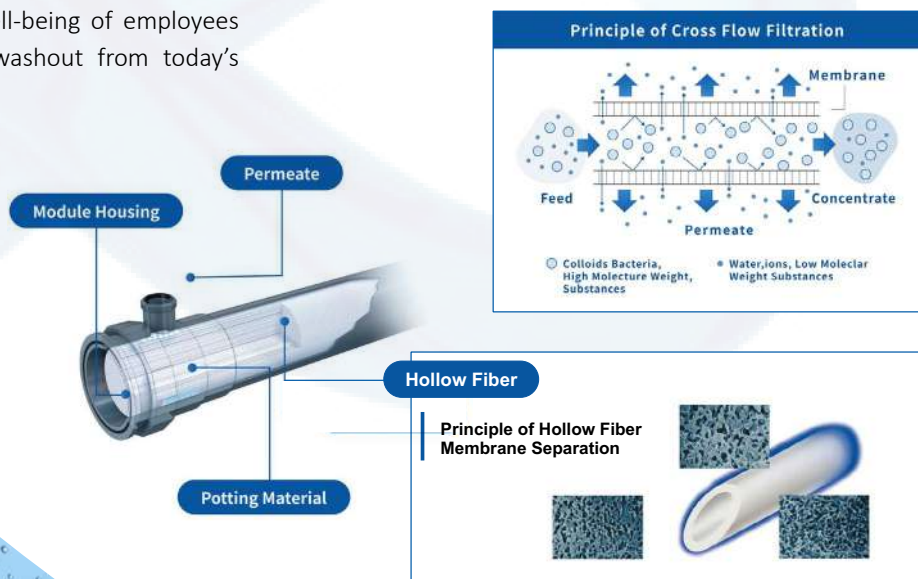 ll-being of employees
washout from today's
Principle of Cross Flow Filtration
Membrane
Feed
Concentrate
Permeate
Colloids Bacteria,
High Molecture Weight,
Substances
Water,ions, Low Moleclar
Weight Substances
Permeate
Module Housing
Potting Material
Hollow Fiber
Principle of Hollow Fiber
Membrane Separation